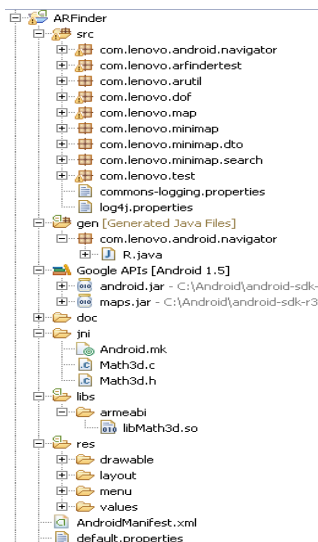 ARFinder
src
com.lenovo.android.navigator
com.lenovo.arfindertest
com.lenovo.arutil
com.lenovo.dof
com.lenovo.map
com.lenovo.minimap
com.lenovo.minimap.dto
com.lenovo.minimap.search
com.lenovo.test
commons-logging.properties
log4j.properties
gen [Generated Java Files]
com.lenovo.android.navigator
R.java
Google APIs [Android 1.5]
android.jar - C:\Android\android-sdk-
maps.jar - C:\Android\android-sdk-r3
doc
jni
Android.mk
Math3d.c
Math3d.h
libs
armeabi
libMath3d.so
res
drawable
layout
menu
values
AndroidManifest.xml
default.properties